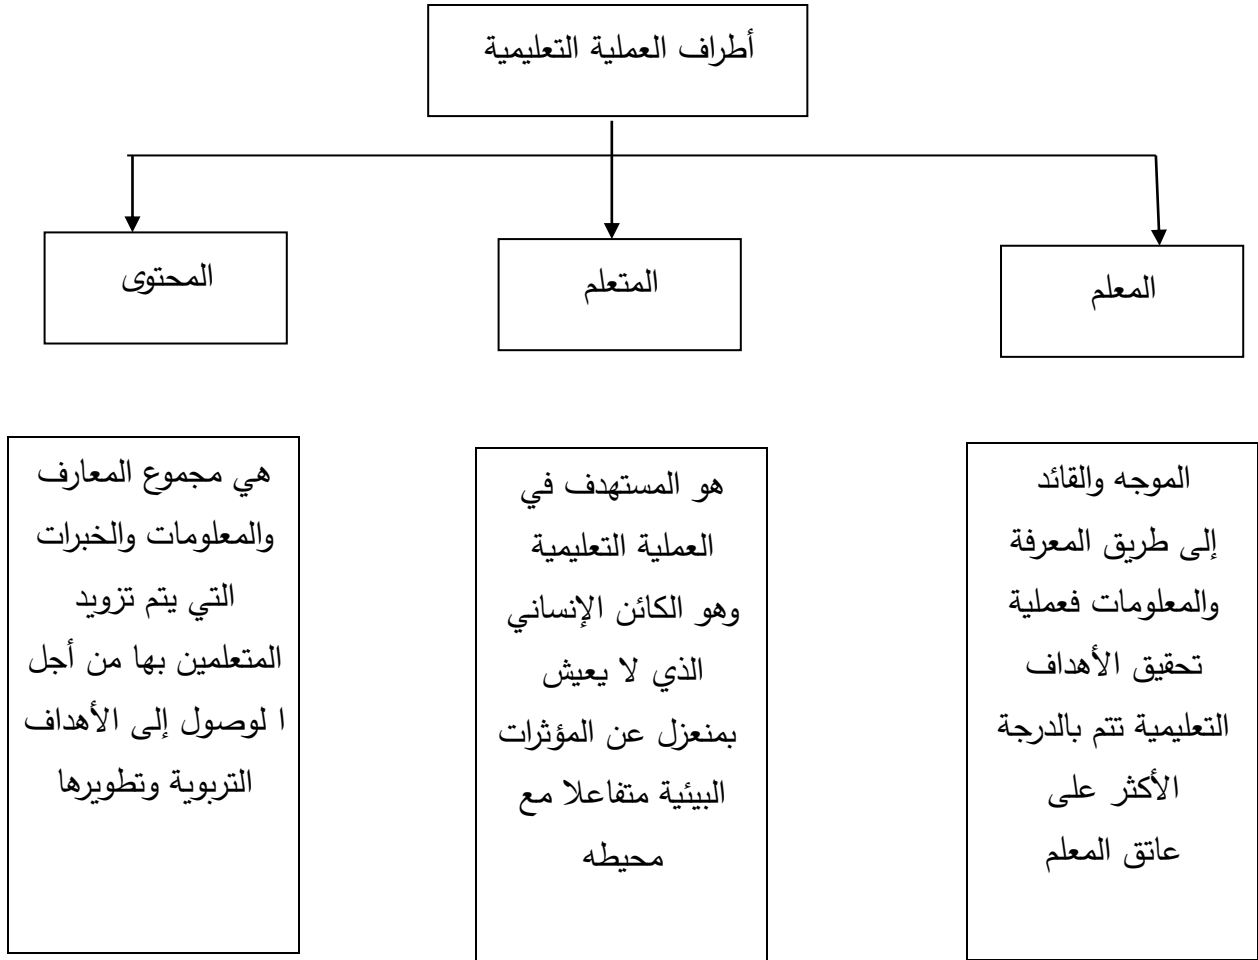 أطراف العملية التعليمية
المعلم
المتعلم
المحتوى
الموجه والقائد
إلى طريق المعرفة
والمعلومات فعملية
تحقيق الأهداف
التعليمية تتم بالدرجة
الأكثر على
عاتق المعلم
هو المستهدف في
العملية التعليمية
وهو الكائن الإنساني
الذي لا يعيش
بمنعزل عن المؤثرات
البيئية متفاعلا مع
محيطه
هي مجموع المعارف
والمعلومات والخبرات
التي يتم تزويد
المتعلمين بها من أجل
ا لوصول إلى الأهداف
التربوية وتطويرها